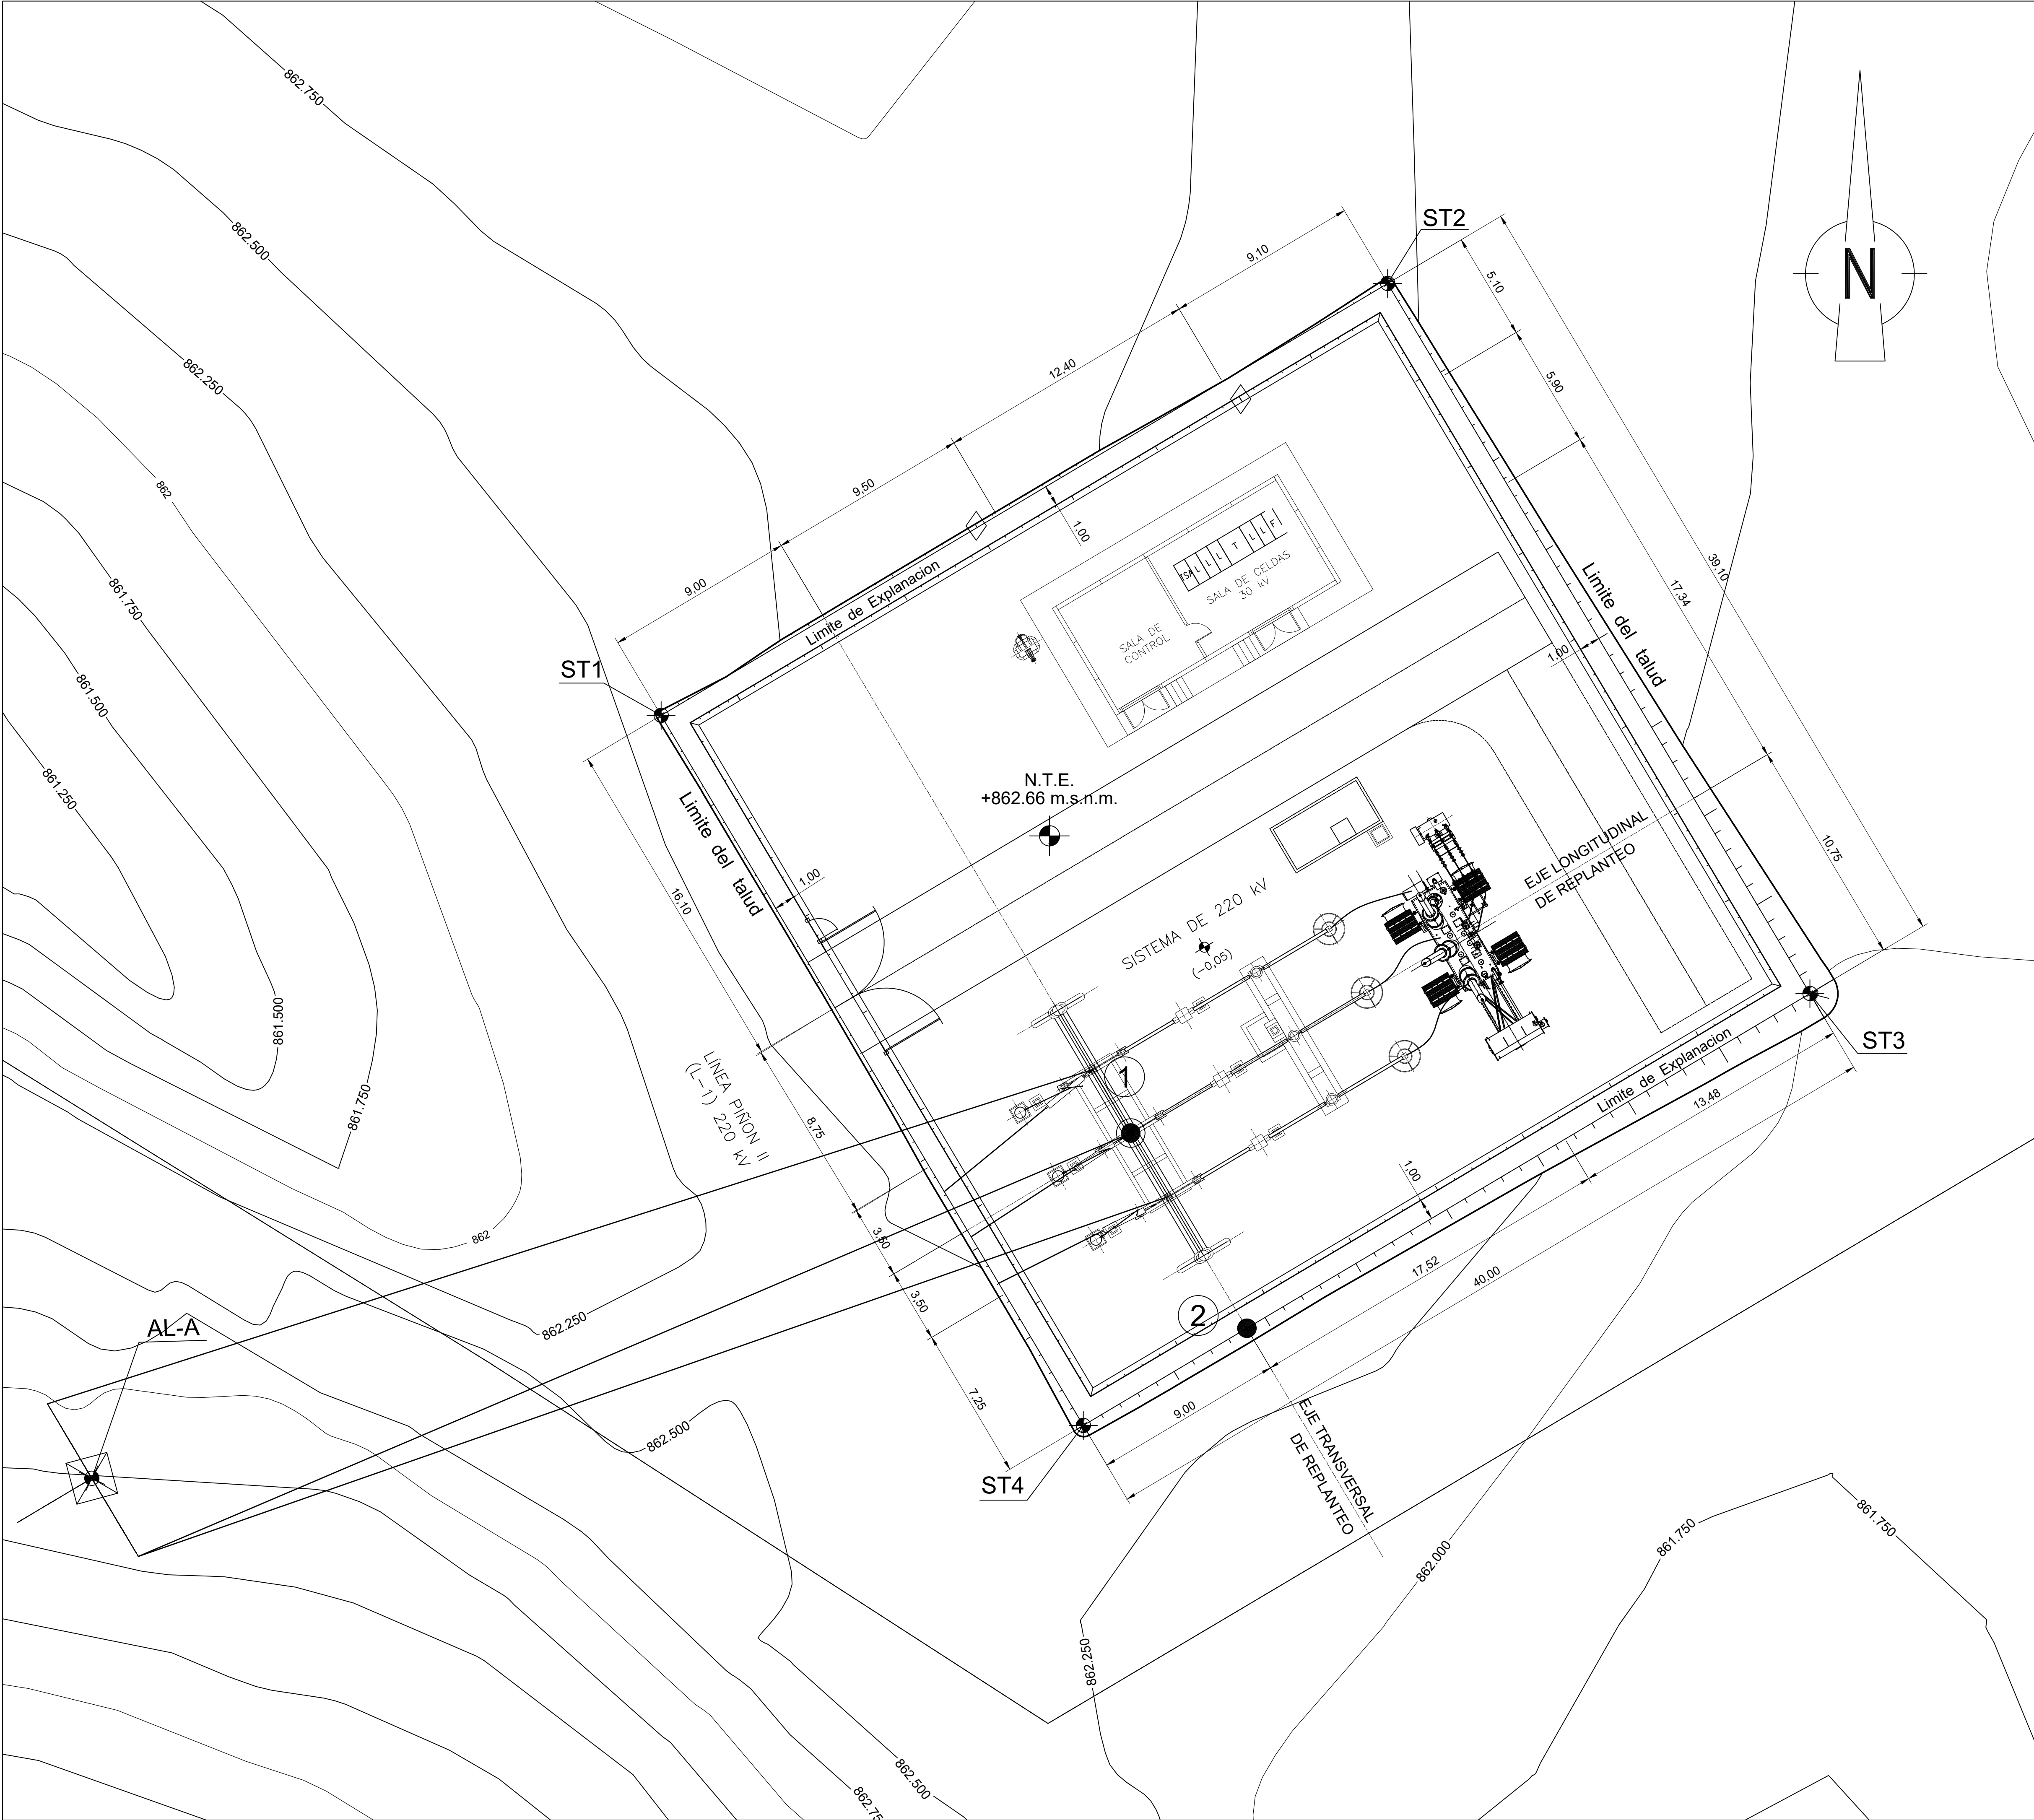 862.750
862.500
862.250
862
861.750
861.500
861.250
ST2
9,10
5,10
N
12,40
5,90
9,50
1,00
39,10
17,34
9,00
Limite de Explanacion
TSA L L L T L L F
SALA DE CELDAS
30 kV
SALA DE
CONTROL
Limite del talud
1,00
ST1
N.T.E.
+862.66 m.s.n.m.
Limite del talud
16,10
1,00
EJE LONGITUDINAL
DE REPLANTEO
10,75
SISTEMA DE 220 kV
(-0,05)
861.500
861.750
LÍNEA PIÑON II
(L-1) 220 kV
1
ST3
Limite de Explanacion
13,48
8,75
1,00
3,50
862
17,52
40,00
3,50
2
862.250
AL-A
7,25
9,00
862.500
EJE TRANSVERSAL
DE REPLANTEO
ST4
861.750
861.750
862.000
862.250
862.500
862.75